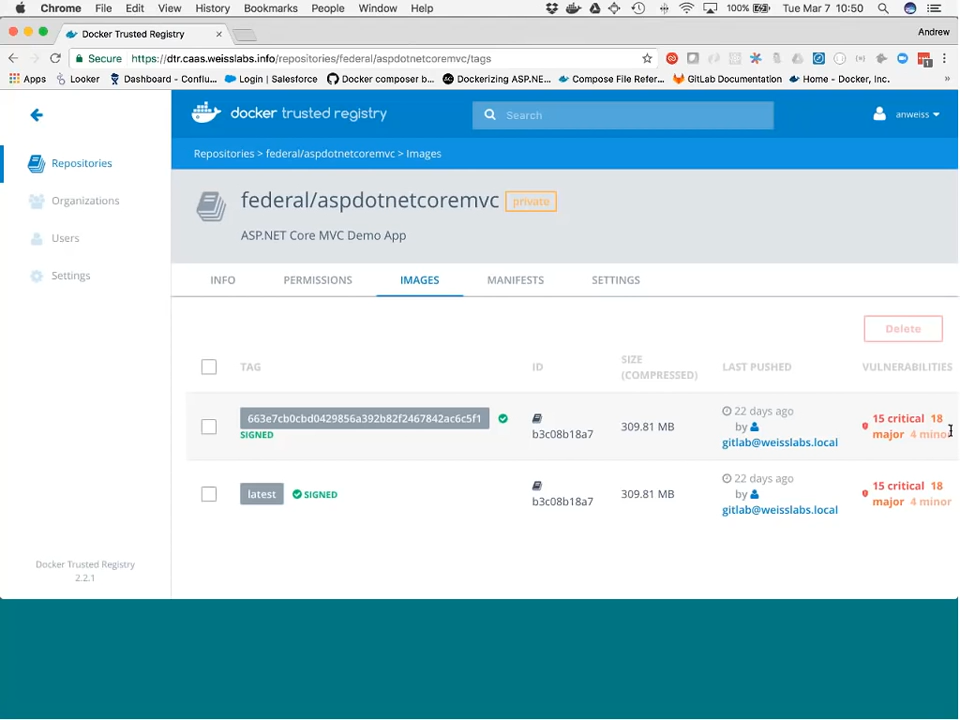 Chrome File Edit View History Bookmarks People Window Help 100% Tue Mar 7 10:50
Docker Trusted Registry × Andrew
Secure https://dtr.caas.weisslabs.info/repositories/federal/aspdotnetcoremvc/tags 1
Apps Looker Dashboard - Conflu... Login | Salesforce Docker composer b... Dockerizing ASP.NE... Compose File Refer... GitLab Documentation Home - Docker, Inc. »
docker trusted registry Search anweiss
Repositories > federal/aspdotnetcoremvc > Images
Repositories
Organizations
Users
Settings
federal/aspdotnetcoremvc private
ASP.NET Core MVC Demo App
INFO PERMISSIONS IMAGES MANIFESTS SETTINGS
Delete
TAG ID SIZE (COMPRESSED) LAST PUSHED VULNERABILITIES
663e7cb0cbd0429856a392b82f2467842ac6c5f1
SIGNED
b3c08b18a7
309.81 MB
22 days ago
by
gitlab@weisslabs.local
15 critical 18
major 4 minor
latest SIGNED
b3c08b18a7
309.81 MB
22 days ago
by
gitlab@weisslabs.local
15 critical 18
major 4 minor
Docker Trusted Registry
2.2.1